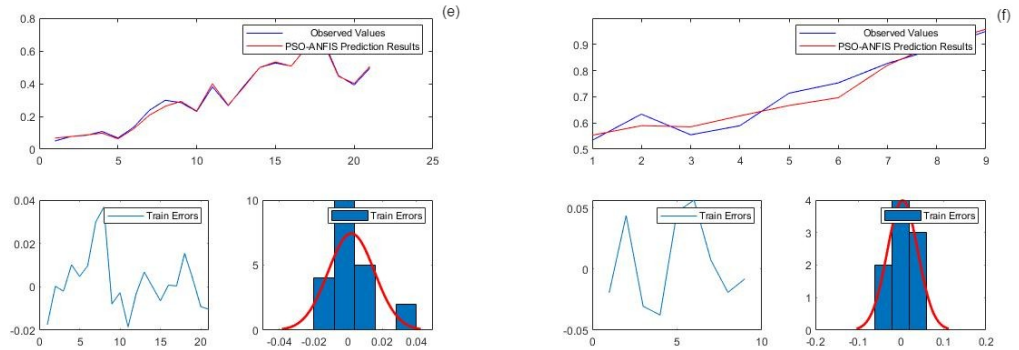 (e)
0.8
Observed Values
PSO-ANFIS Prediction Results
0.6
0.4
0.2
0
0 5 10 15 20 25
0.04
Train Errors
0.02
0
-0.02
0 5 10 15 20
10
Train Errors
5
0
-0.04 -0.02 0 0.02 0.04
(f)
Observed Values
PSO-ANFIS Prediction Results
0.9
0.8
0.7
0.6
0.5
1 2 3 4 5 6 7 8 9
0.05
Train Errors
0
-0.05
0 5 10
4
Train Errors
3
2
1
0
-0.2 -0.1 0 0.1 0.2